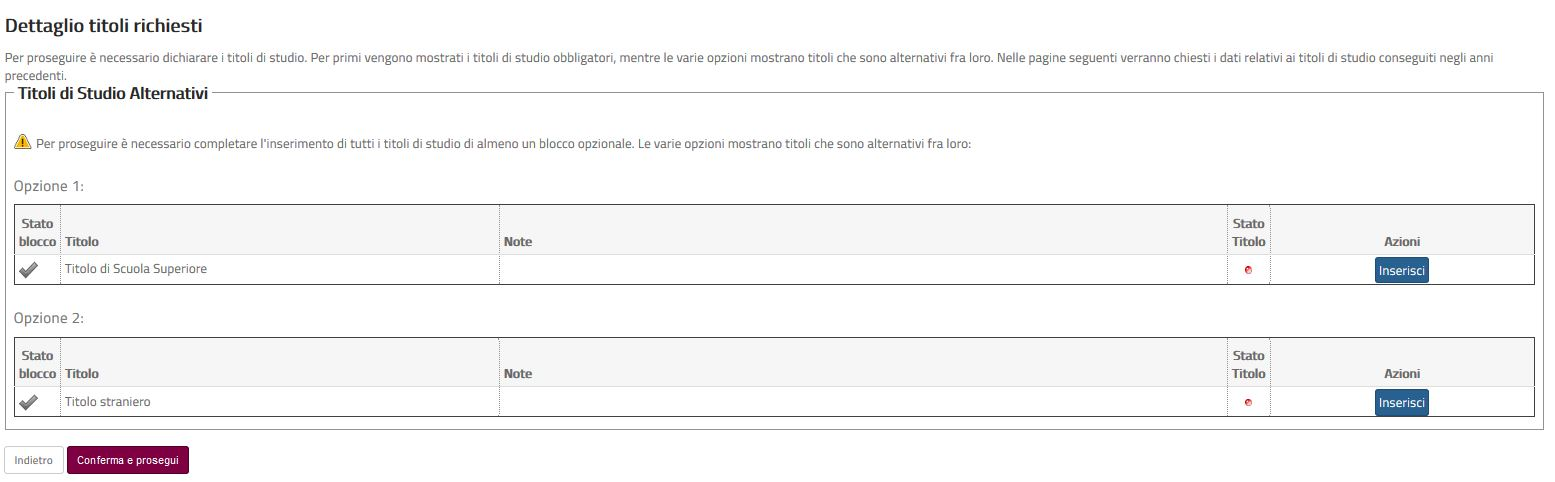 Dettaglio titoli richiesti
Per proseguire è necessario dichiarare i titoli di studio. Per primi vengono mostrati i titoli di studio obbligatori, mentre le varie opzioni mostrano titoli che sono alternativi fra loro. Nelle pagine seguenti verranno chiesti i dati relativi ai titoli di studio conseguiti negli anni
precedenti.
Titoli di Studio Alternativi
Per proseguire è necessario completare l'inserimento di tutti i titoli di studio di almeno un blocco opzionale. Le varie opzioni mostrano titoli che sono alternativi fra loro:
Opzione 1:
Stato blocco Titolo Note Stato Titolo Azioni
Titolo di Scuola Superiore Inserisci
Opzione 2:
Stato blocco Titolo Note Stato Titolo Azioni
Titolo straniero Inserisci
Indietro Conferma e prosegui